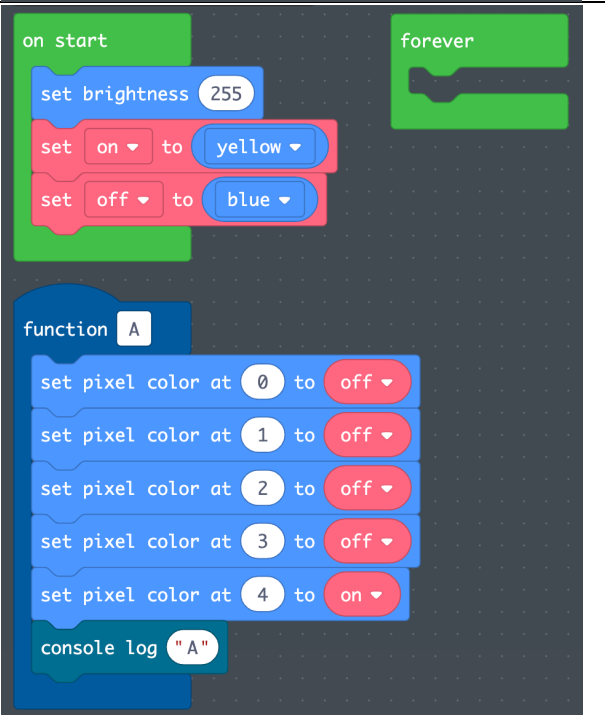 on start
set brightness 255
set on to yellow
set off to blue
forever
function A
set pixel color at 0 to off
set pixel color at 1 to off
set pixel color at 2 to off
set pixel color at 3 to off
set pixel color at 4 to on
console log "A"